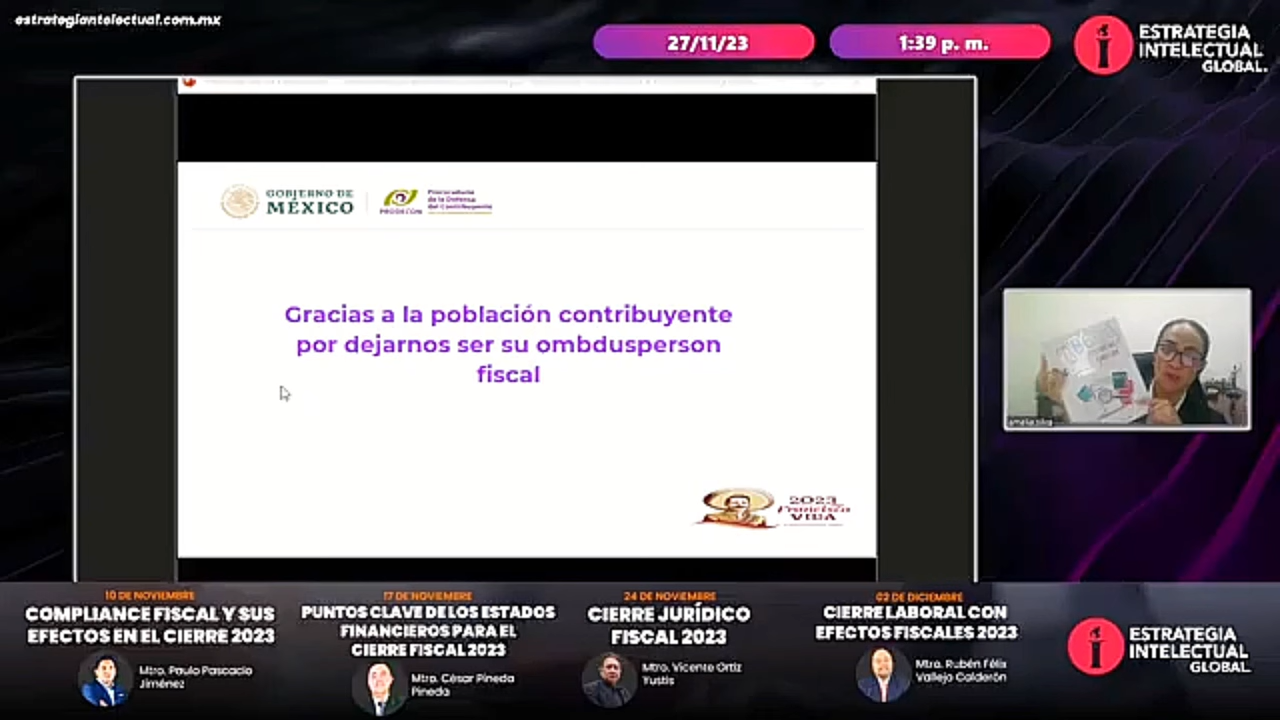 estrategiaintelectual.com.mx
27/11/23
1:39 p. m.
ESTRATEGIA
INTELECTUAL
GLOBAL.
GOBIERNO DE
MÉXICO
PRODECON
Procuraduría
de la Defensa
del Contribuyente
Gracias a la población contribuyente
por dejarnos ser su ombdusperson
fiscal
2023
Francisco
VILLA
amelia silva
10 DE NOVIEMBRE
COMPLIANCE FISCAL Y SUS
EFECTOS EN EL CIERRE 2023
Mtro. Paulo Pascacio
Jiménez
17 DE NOVIEMBRE
PUNTOS CLAVE DE LOS ESTADOS
FINANCIEROS PARA EL
CIERRE FISCAL 2023
Mtro. César Pineda
Pineda
24 DE NOVIEMBRE
CIERRE JURÍDICO
FISCAL 2023
Mtro. Vicente Ortiz
Yustis
02 DE DICIEMBRE
CIERRE LABORAL CON
EFECTOS FISCALES 2023
Mtro. Rubén Félix
Vallejo Calderón
ESTRATEGIA
INTELECTUAL
GLOBAL.